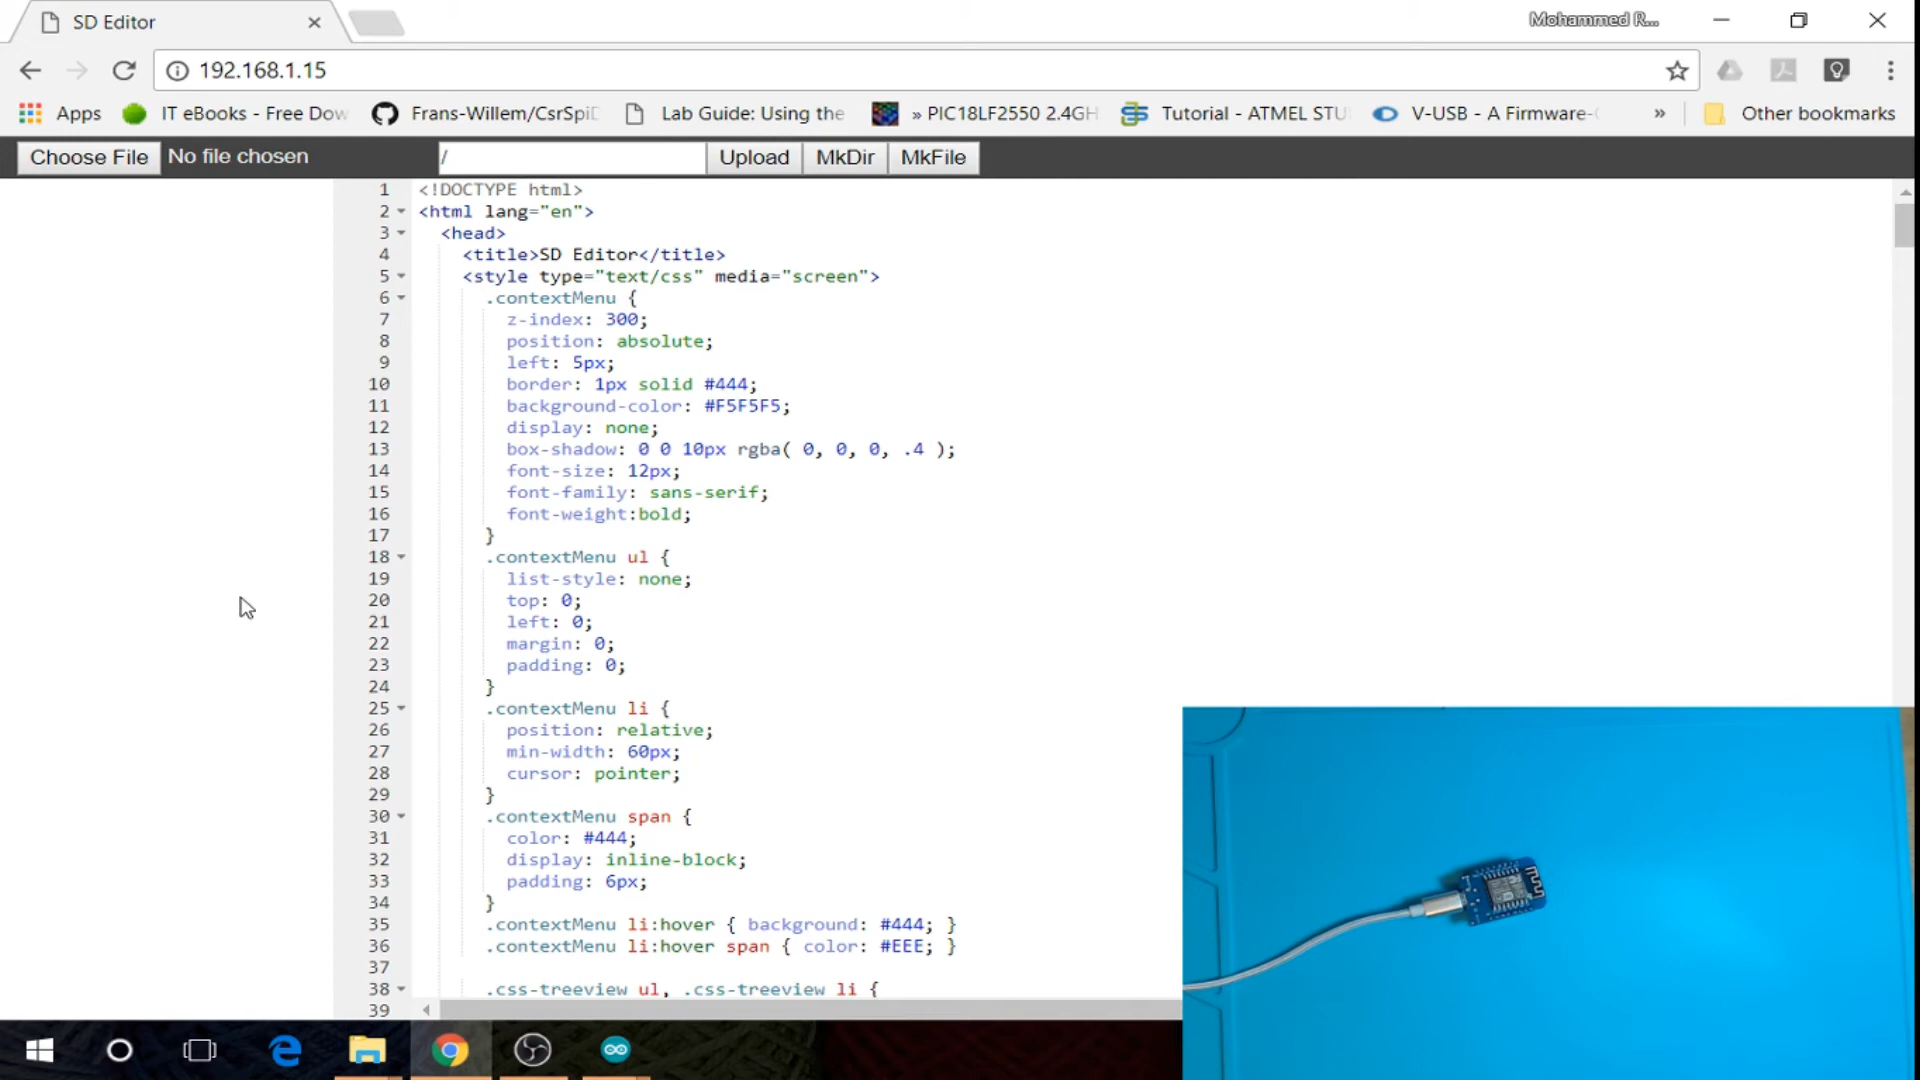 SD Editor
Mohammed R...
192.168.1.15
Apps
IT eBooks - Free Dow
Frans-Willem/CsrSpiD
Lab Guide: Using the
» PIC18LF2550 2.4GH
Tutorial - ATMEL STU
V-USB - A Firmware-
»
Other bookmarks
Choose File No file chosen
/
Upload
MkDir
MkFile
1 <!DOCTYPE html>
2 <html lang="en">
3 <head>
4 <title>SD Editor</title>
5 <style type="text/css" media="screen">
6 .contextMenu {
7 z-index: 300;
8 position: absolute;
9 left: 5px;
10 border: 1px solid #444;
11 background-color: #F5F5F5;
12 display: none;
13 box-shadow: 0 0 10px rgba( 0, 0, 0, .4 );
14 font-size: 12px;
15 font-family: sans-serif;
16 font-weight:bold;
17 }
18 .contextMenu ul {
19 list-style: none;
20 top: 0;
21 left: 0;
22 margin: 0;
23 padding: 0;
24 }
25 .contextMenu li {
26 position: relative;
27 min-width: 60px;
28 cursor: pointer;
29 }
30 .contextMenu span {
31 color: #444;
32 display: inline-block;
33 padding: 6px;
34 }
35 .contextMenu li:hover { background: #444; }
36 .contextMenu li:hover span { color: #EEE; }
37
38 .css-treeview ul, .css-treeview li {
39